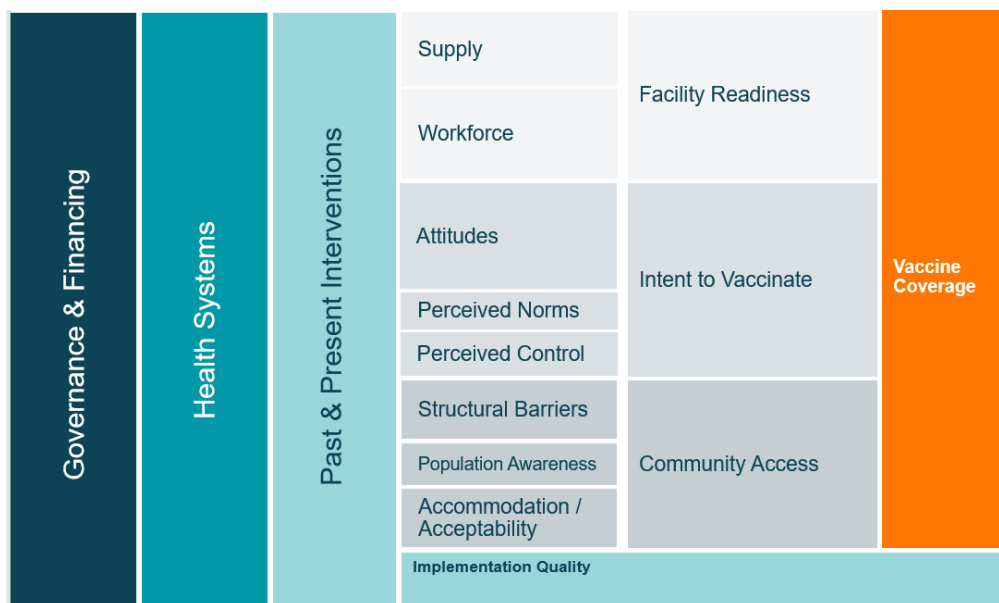 Governance & Financing
Health Systems
Past & Present Interventions
Supply
Workforce
Attitudes
Perceived Norms
Perceived Control
Structural Barriers
Population Awareness
Accommodation /
Acceptability
Facility Readiness
Intent to Vaccinate
Community Access
Vaccine
Coverage
Implementation Quality